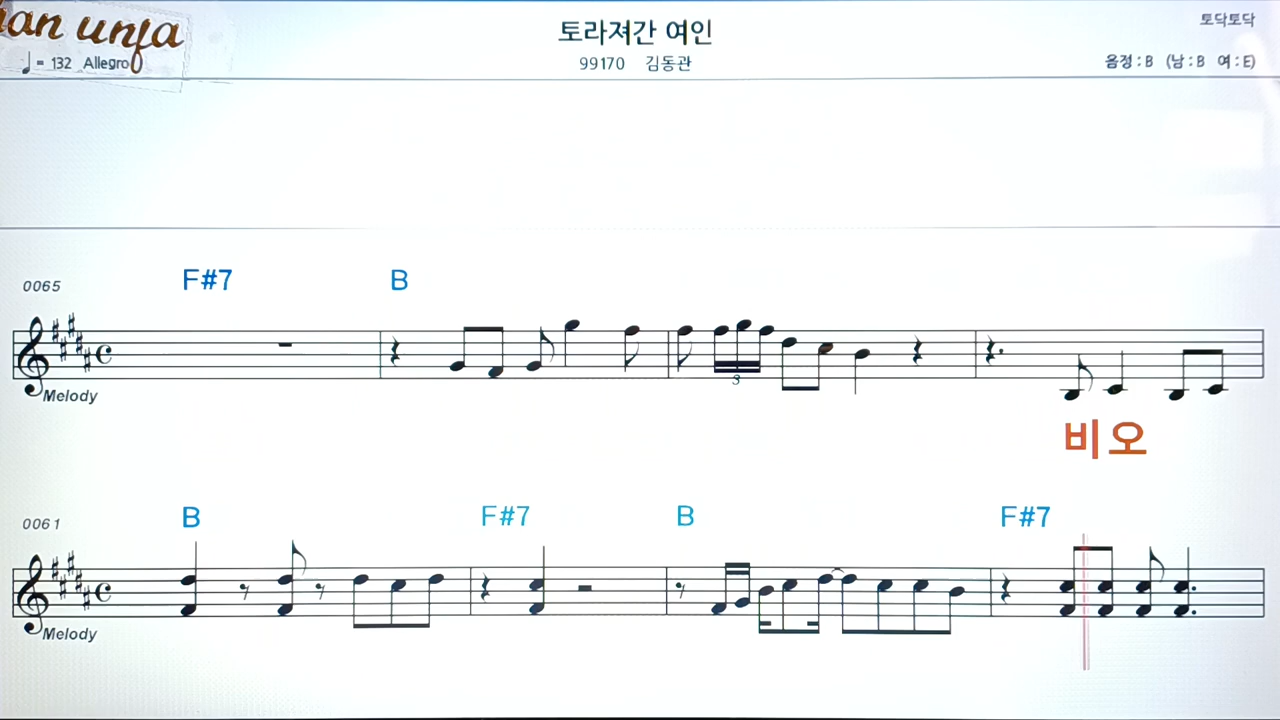 unfa
토라져간 여인
토닥토닥
♩ = 132 Allegro
99170 김동관
음정 : B (남 : B 여 : E)
0065 F#7 B
Melody
3
비 오
0061 B F#7 B F#7
Melody